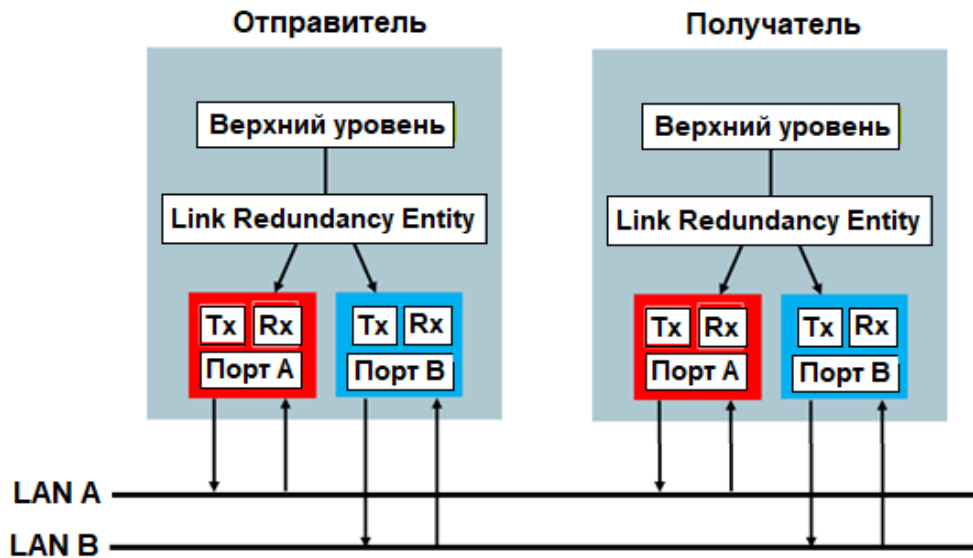 Отправитель
Получатель
Верхний уровень
Верхний уровень
Link Redundancy Entity
Link Redundancy Entity
Tx Rx
Tx Rx
Tx Rx
Tx Rx
Порт A
Порт B
Порт A
Порт B
LAN A
LAN B